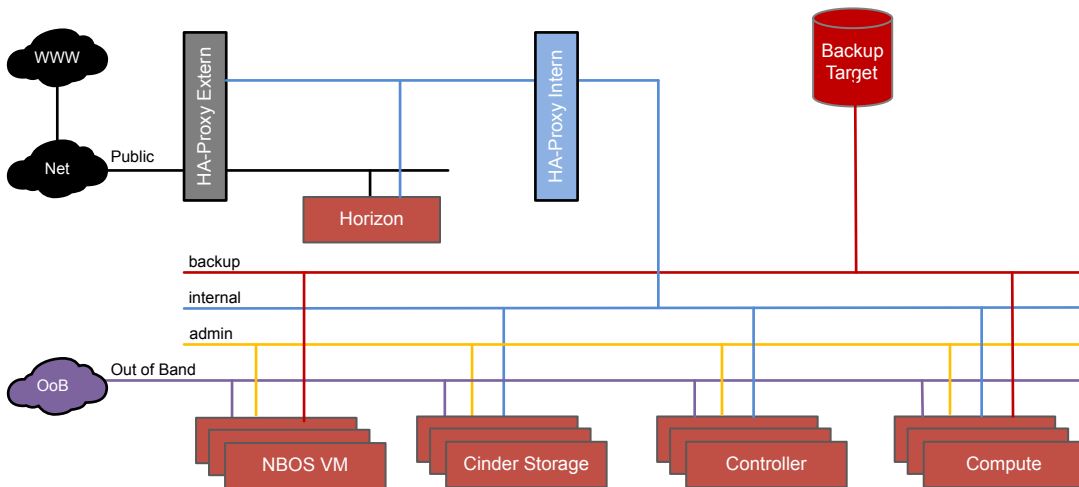 WWW
HA-Proxy Extern
HA-Proxy Intern
Backup
Target
Net
Public
Horizon
backup
internal
admin
Out of Band
OoB
NBOS VM
Cinder Storage
Controller
Compute